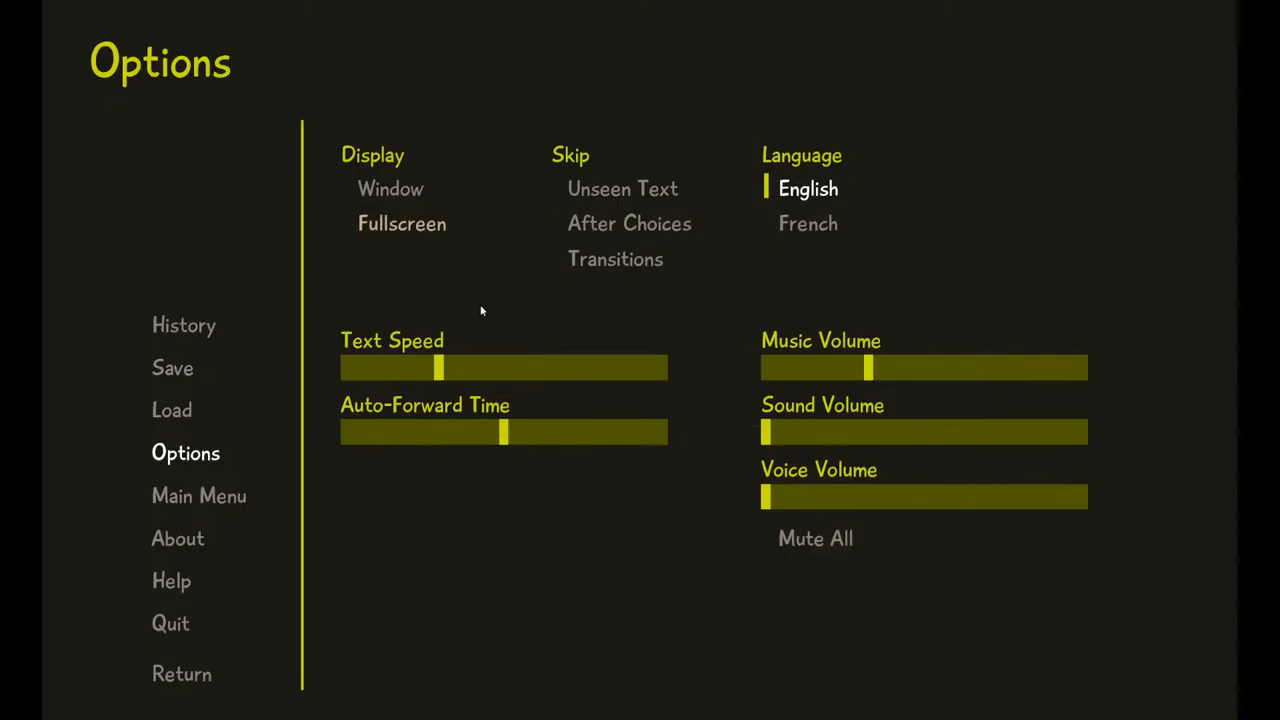 Options
Display
Window
Fullscreen
Skip
Unseen Text
After Choices
Transitions
Language
English
French
History
Save
Load
Options
Main Menu
About
Help
Quit
Return
Text Speed
Auto-Forward Time
Music Volume
Sound Volume
Voice Volume
Mute All